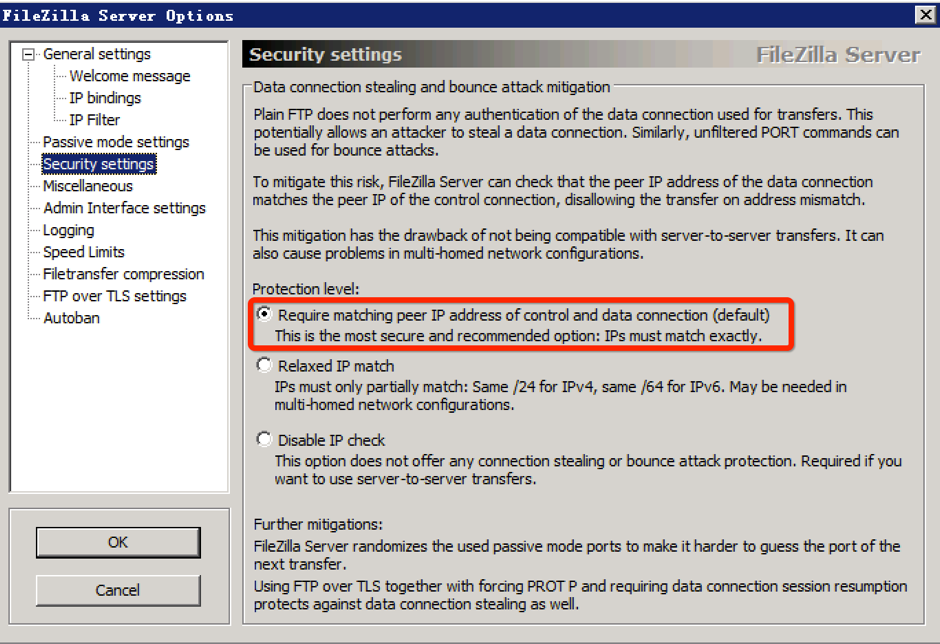 FileZilla Server Options
General settings
Welcome message
IP bindings
IP Filter
Passive mode settings
Security settings
Miscellaneous
Admin Interface settings
Logging
Speed Limits
Filetransfer compression
FTP over TLS settings
Autoban
OK
Cancel
Security settings
FileZilla Server
Data connection stealing and bounce attack mitigation
Plain FTP does not perform any authentication of the data connection used for transfers. This
potentially allows an attacker to steal a data connection. Similarly, unfiltered PORT commands can
be used for bounce attacks.
To mitigate this risk, FileZilla Server can check that the peer IP address of the data connection
matches the peer IP of the control connection, disallowing the transfer on address mismatch.
This mitigation has the drawback of not being compatible with server-to-server transfers. It can
also cause problems in multi-homed network configurations.
Protection level:
Require matching peer IP address of control and data connection (default)
This is the most secure and recommended option: IPs must match exactly.
Relaxed IP match
IPs must only partially match: Same /24 for IPv4, same /64 for IPv6. May be needed in
multi-homed network configurations.
Disable IP check
This option does not offer any connection stealing or bounce attack protection. Required if you
want to use server-to-server transfers.
Further mitigations:
FileZilla Server randomizes the used passive mode ports to make it harder to guess the port of the
next transfer.
Using FTP over TLS together with forcing PROT P and requiring data connection session resumption
protects against data connection stealing as well.